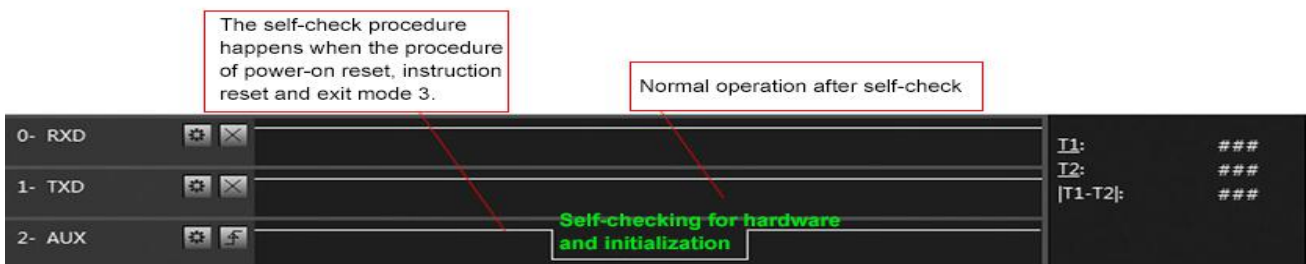 The self-check procedure
happens when the procedure
of power-on reset, instruction
reset and exit mode 3.
Normal operation after self-check
0- RXD
1- TXD
2- AUX
Self-checking for hardware
and initialization
T1: ###
T2: ###
|T1-T2|: ###